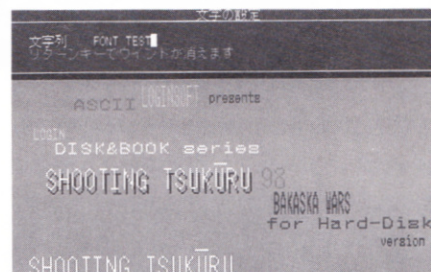 文字の設定
文字列 FONT TEST
リターンキーでウインドが消えます
ASCII LOGINSOFT presents
LOGIN
DISK&BOOK series
SHOOTING TSUKŪRU 98
BAKASKA WARS
for Hard-Disk
version
SHOOTING TSUKŪRU